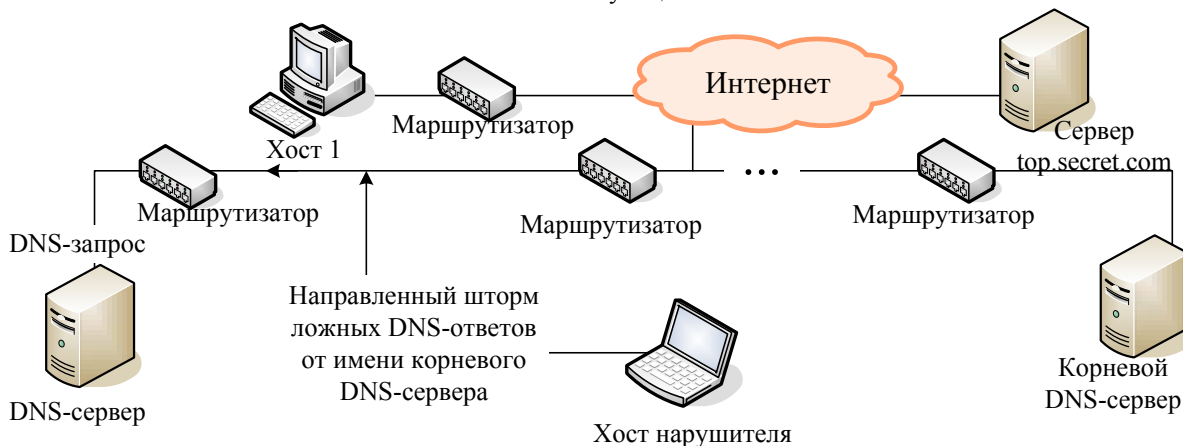 Интернет
Маршрутизатор
Сервер
top.secret.com
Хост 1
Маршрутизатор
Маршрутизатор
Маршрутизатор
DNS-запрос
Направленный шторм
ложных DNS-ответов
от имени корневого
DNS-сервера
DNS-сервер
Корневой
DNS-сервер
Хост нарушителя